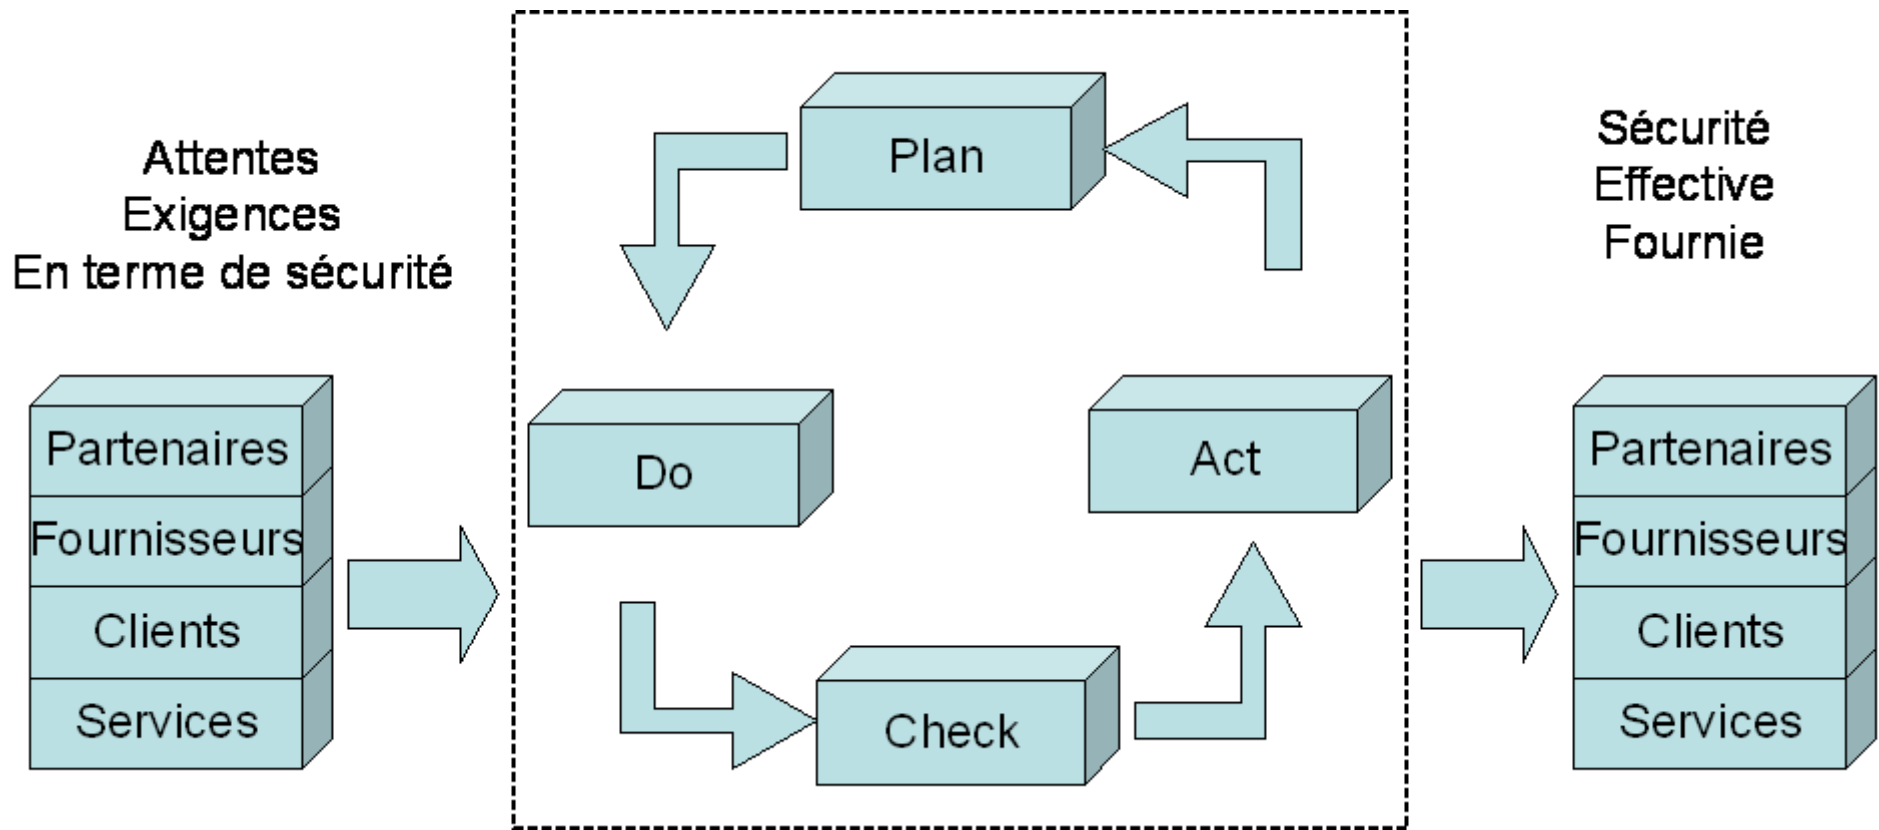 Attentes
Exigences
En terme de sécurité
Partenaires
Fournisseurs
Clients
Services
Plan
Do
Act
Check
Sécurité
Effective
Fournie
Partenaires
Fournisseurs
Clients
Services